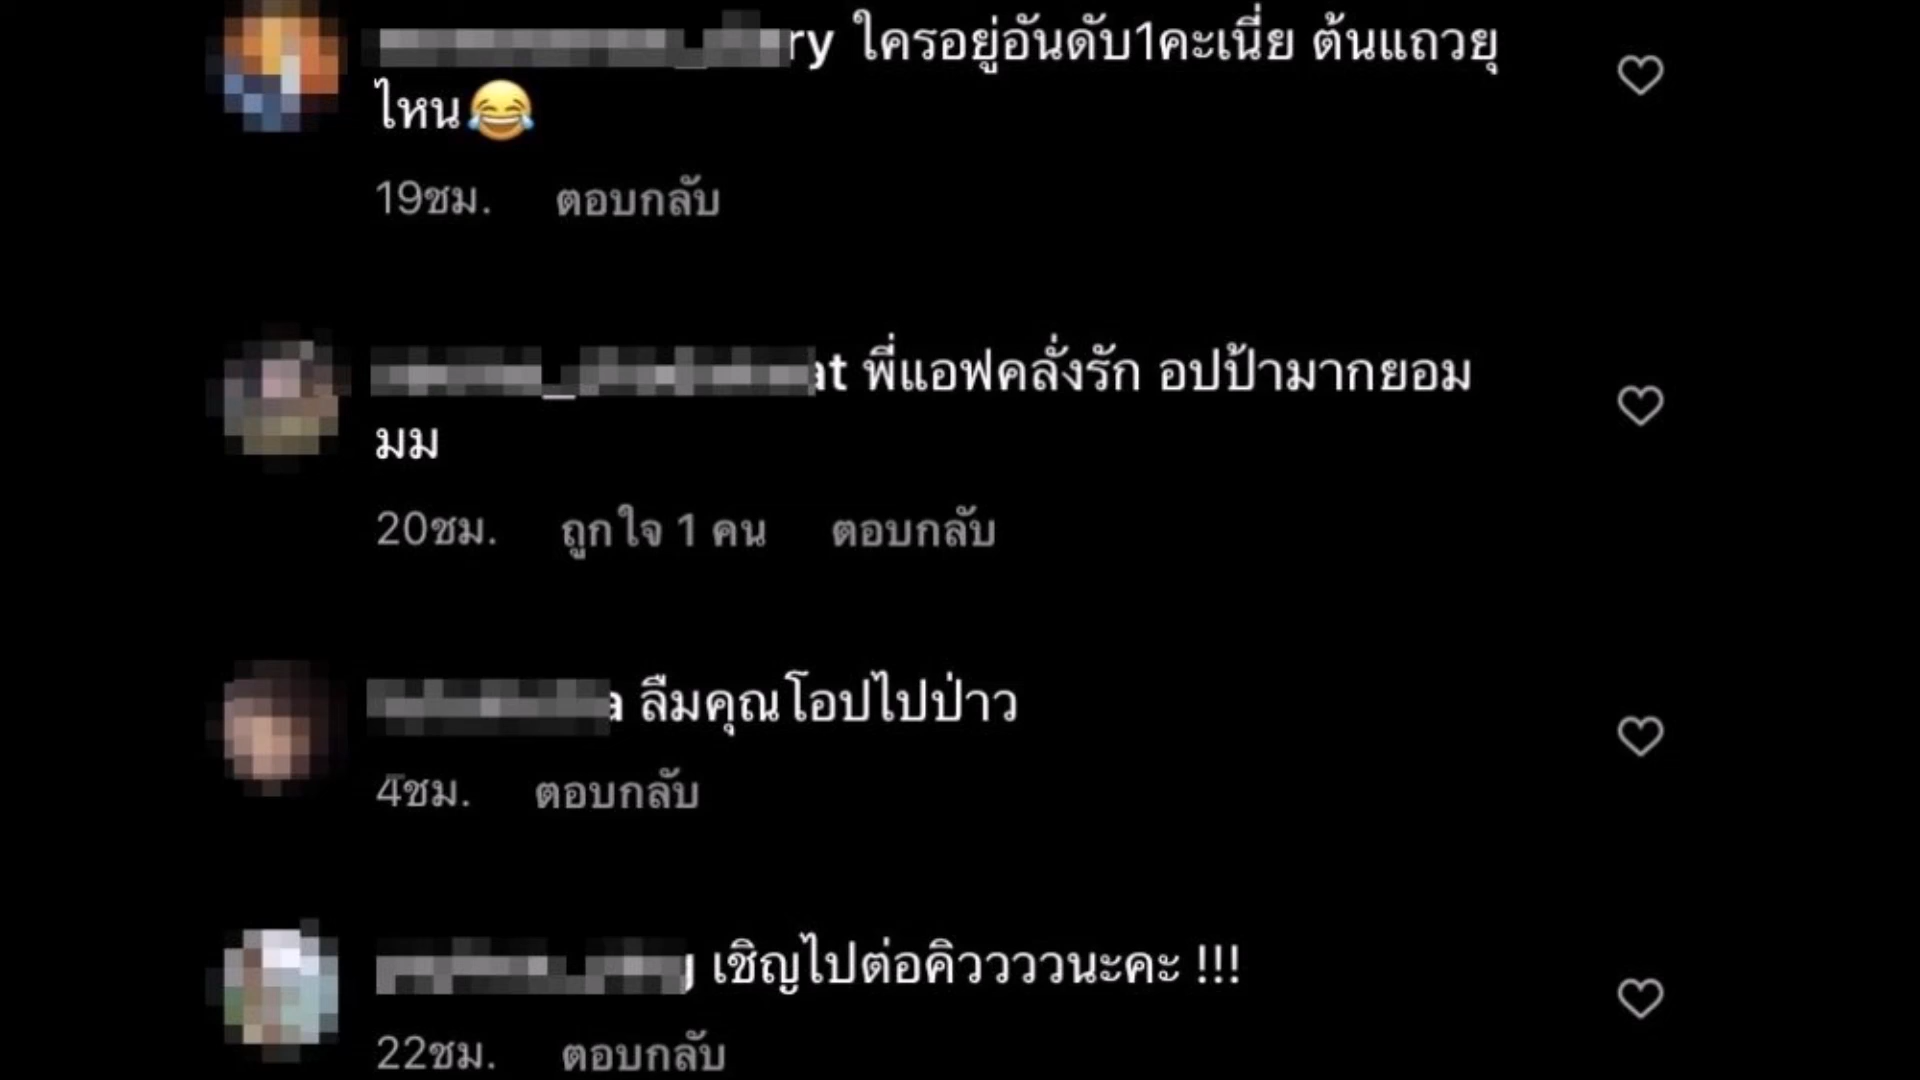 ry ใครอยู่อันดับ1คะเนี่ย ต้นแถวยุ
ไหน😂
19ชม. ตอบกลับ
at พี่แอฟคลั่งรัก อปป้ามากยอม
มม
20ชม. ถูกใจ 1 คน ตอบกลับ
a ลืมคุณโอปไปป่าว
4ชม. ตอบกลับ
เชิญไปต่อคิววววนะคะ !!!
22ชม. ตอบกลับ